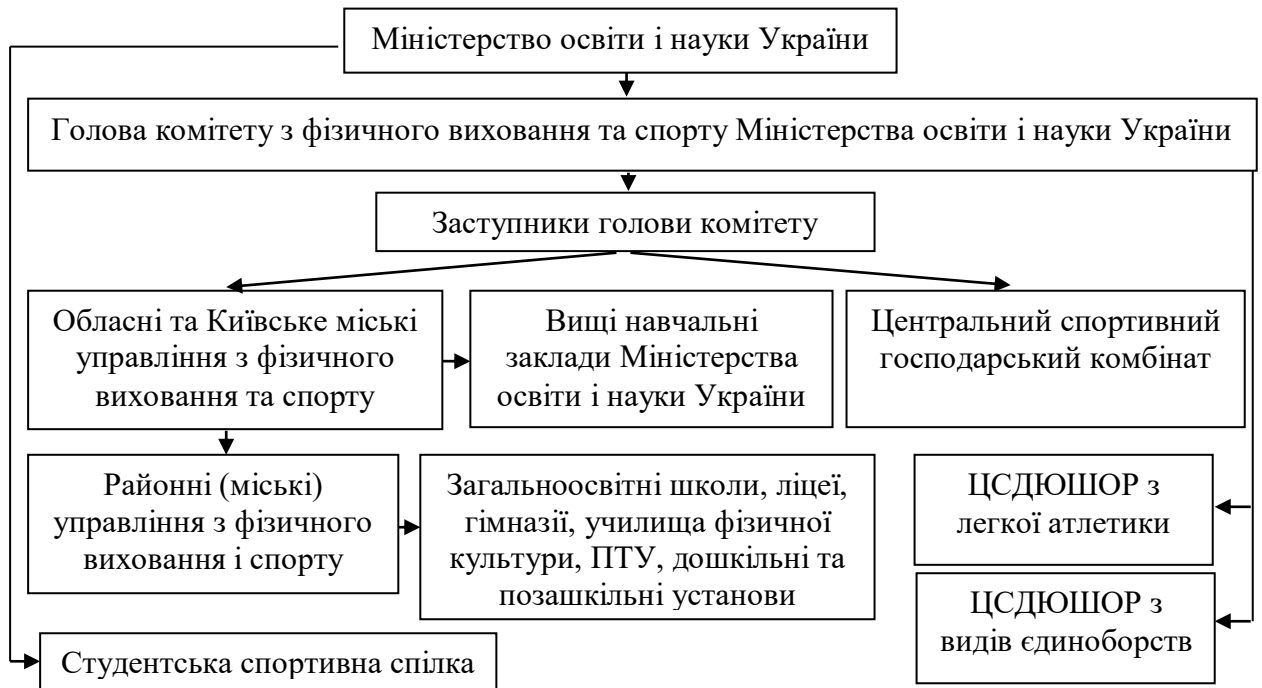 Міністерство освіти і науки України
Голова комітету з фізичного виховання та спорту Міністерства освіти і науки України
Заступники голови комітету
Обласні та Київське міські
управління з фізичного
виховання та спорту
Вищі навчальні
заклади Міністерства
освіти і науки України
Центральний спортивний
господарський комбінат
Районні (міські)
управління з фізичного
виховання і спорту
Загальноосвітні школи, ліцеї,
гімназії, училища фізичної
культури, ПТУ, дошкільні та
позашкільні установи
ЦСДЮШОР з
легкої атлетики
ЦСДЮШОР з
видів єдиноборств
Студентська спортивна спілка